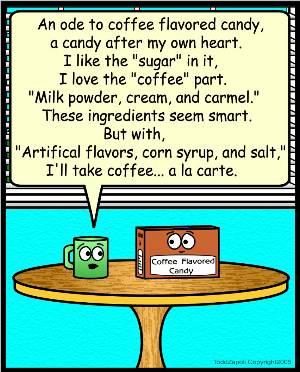 An ode to coffee flavored candy,
a candy after my own heart.
I like the "sugar" in it,
I love the "coffee" part.
"Milk powder, cream, and carmel."
These ingredients seem smart.
But with,
"Artifical flavors, corn syrup, and salt,"
I'll take coffee... a la carte.
Coffee Flavored
Candy
ToddZapoli Copyright2005